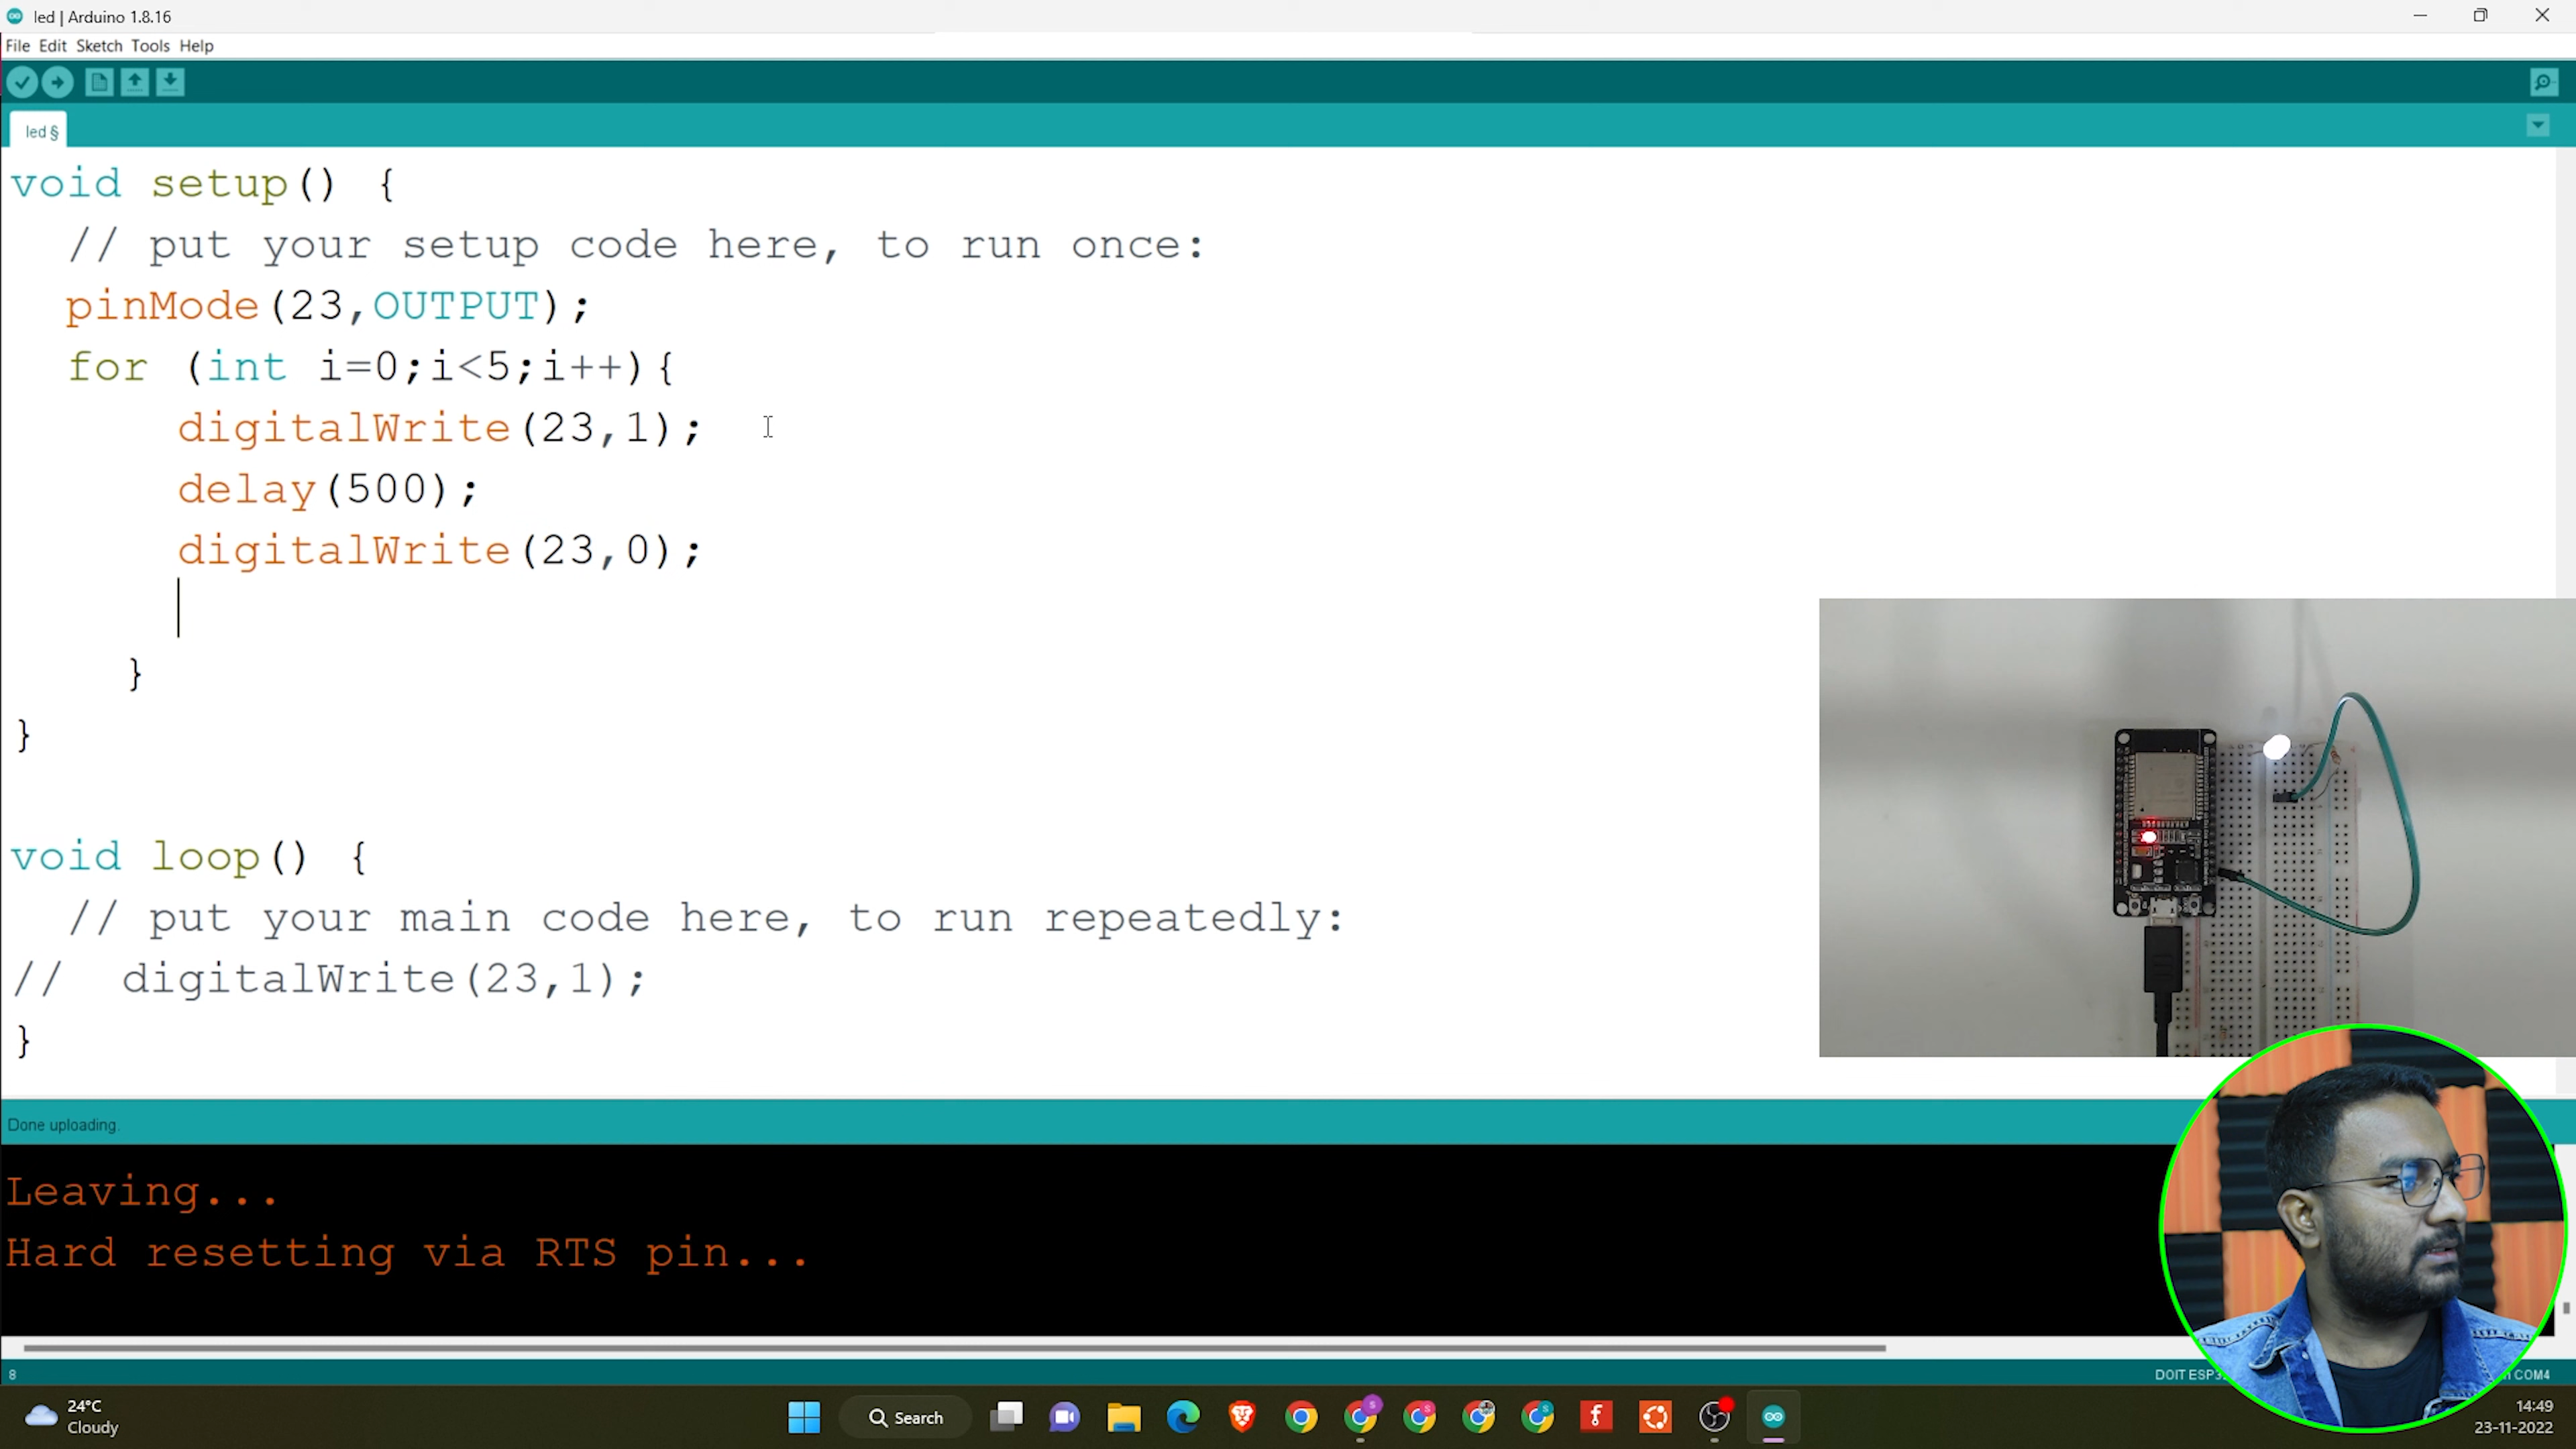 led | Arduino 1.8.16
File Edit Sketch Tools Help
led §
void setup() {
// put your setup code here, to run once:
pinMode(23,OUTPUT);
for (int i=0;i<5;i++){
digitalWrite(23,1);
delay(500);
digitalWrite(23,0);
}
}
void loop() {
// put your main code here, to run repeatedly:
// digitalWrite(23,1);
}
Done uploading.
Leaving...
Hard resetting via RTS pin...
8
DOIT ESP3
COM4
24°C
Cloudy
Search
14:49
23-11-2022